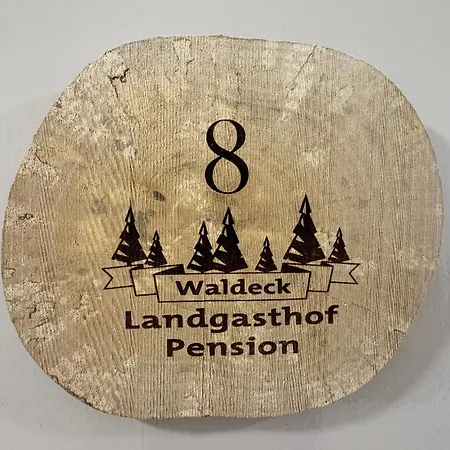 8
Waldeck
Landgasthof
Pension